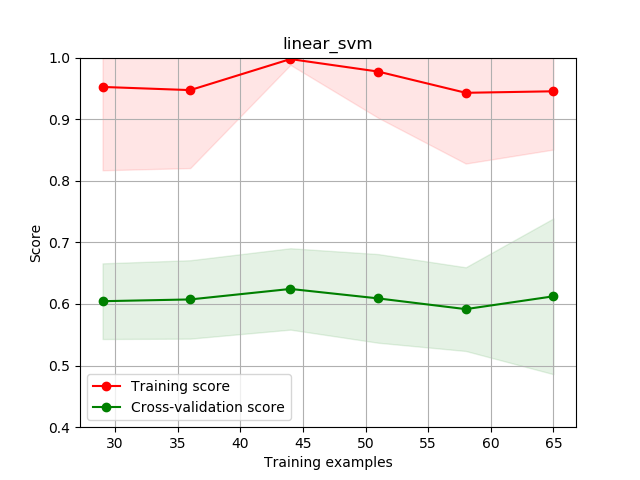 linear_svm
1.0
0.9
0.8
0.7
0.6
0.5
0.4
Score
Training score
Cross-validation score
30 35 40 45 50 55 60 65
Training examples